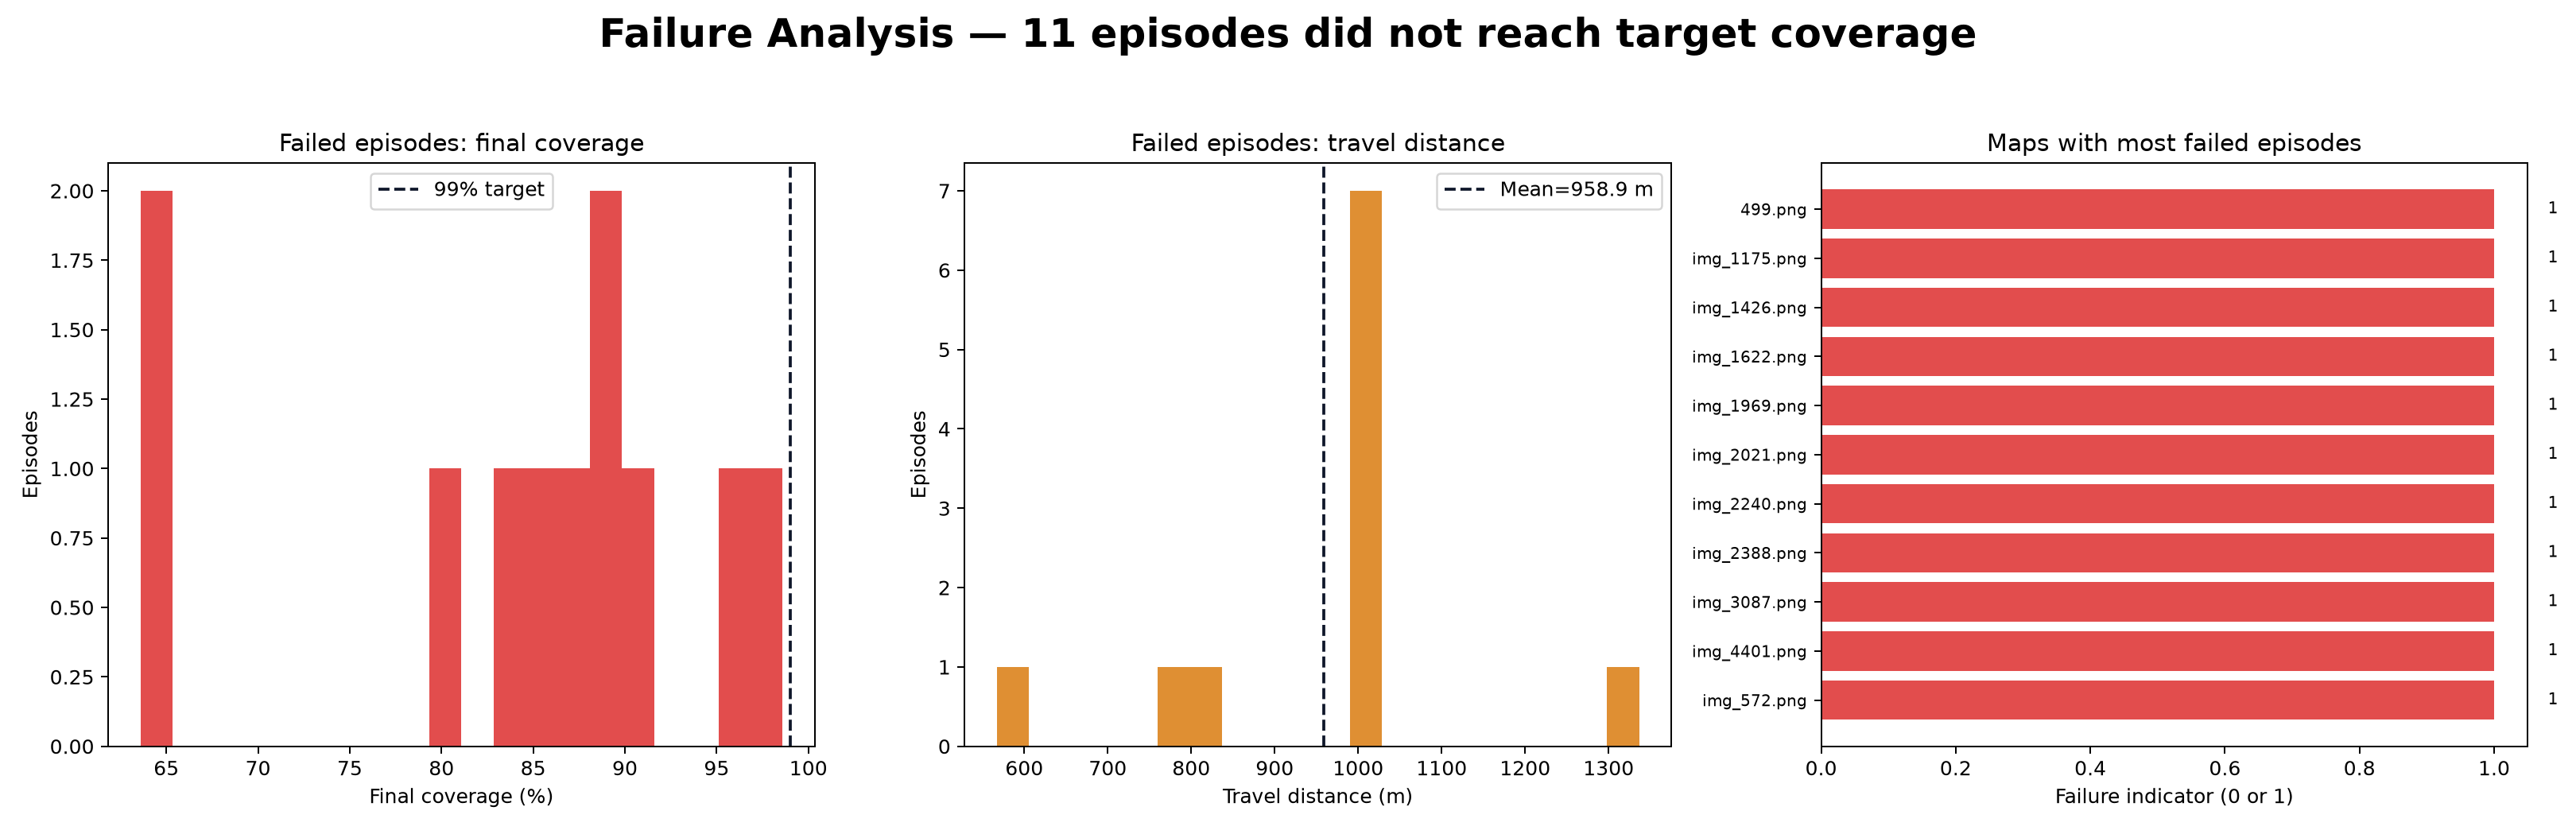 Failure Analysis — 11 episodes did not reach target coverage
Failed episodes: final coverage
99% target
2.00
1.75
1.50
1.25
1.00
0.75
0.50
0.25
0.00
Episodes
65 70 75 80 85 90 95 100
Final coverage (%)
Failed episodes: travel distance
Mean=958.9 m
7
6
5
4
3
2
1
0
Episodes
600 700 800 900 1000 1100 1200 1300
Travel distance (m)
Maps with most failed episodes
499.png 1
img_1175.png 1
img_1426.png 1
img_1622.png 1
img_1969.png 1
img_2021.png 1
img_2240.png 1
img_2388.png 1
img_3087.png 1
img_4401.png 1
img_572.png 1
0.0 0.2 0.4 0.6 0.8 1.0
Failure indicator (0 or 1)